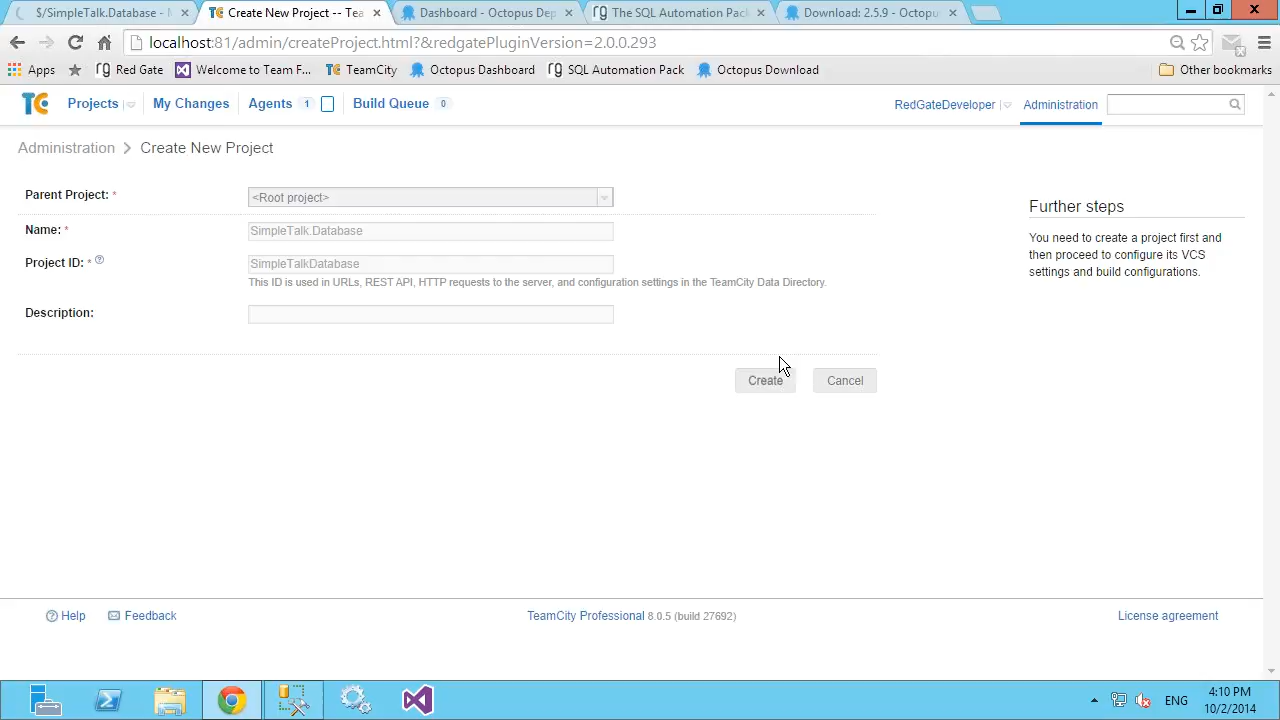 $/SimpleTalk.Database - M
Create New Project -- Tea
Dashboard - Octopus Dep
The SQL Automation Pack
Download: 2.5.9 - Octopu
localhost:81/admin/createProject.html?&redgatePluginVersion=2.0.0.293
Apps
Red Gate
Welcome to Team F...
TeamCity
Octopus Dashboard
SQL Automation Pack
Octopus Download
Other bookmarks
TC Projects My Changes Agents 1 Build Queue 0 RedGateDeveloper Administration
Administration > Create New Project
Parent Project: * <Root project>
Name: * SimpleTalk.Database
Project ID: * SimpleTalkDatabase
This ID is used in URLs, REST API, HTTP requests to the server, and configuration settings in the TeamCity Data Directory.
Description:
Create Cancel
Further steps
You need to create a project first and
then proceed to configure its VCS
settings and build configurations.
Help Feedback TeamCity Professional 8.0.5 (build 27692) License agreement
ENG
4:10 PM
10/2/2014